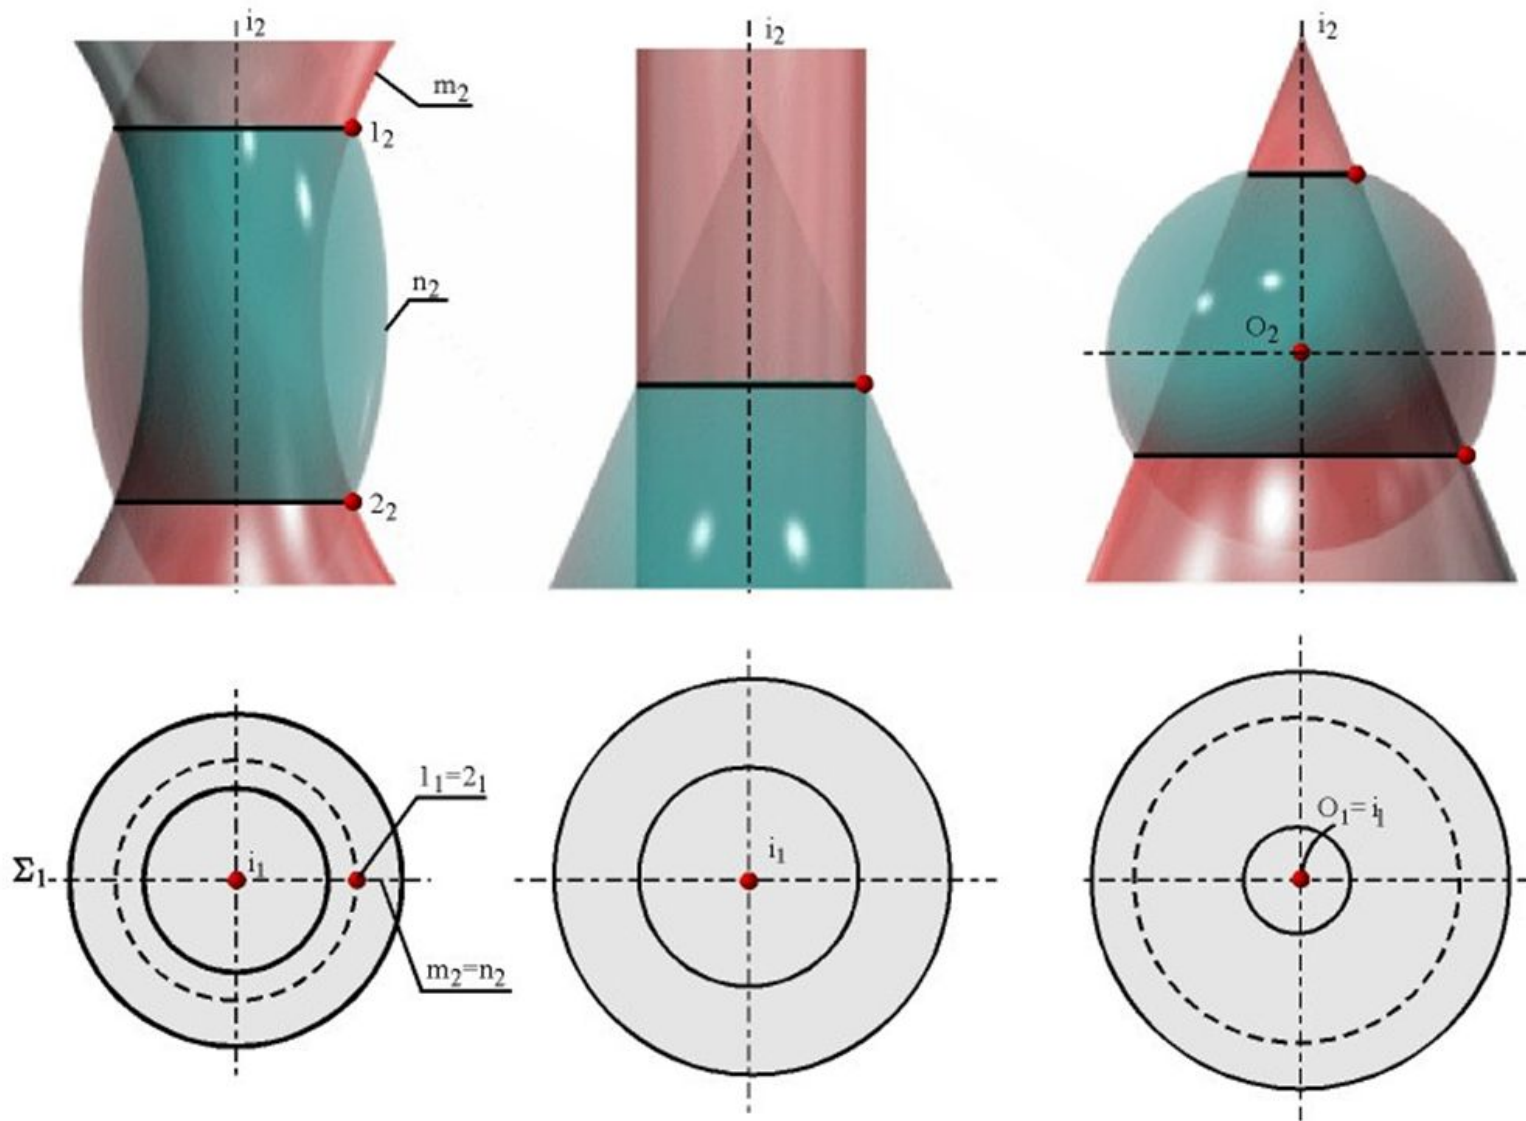 i₂
m₂
1₂
n₂
2₂
i₂
i₂
O₂
Σ₁
i₁
1₁=2₁
m₂=n₂
i₁
O₁=i₁